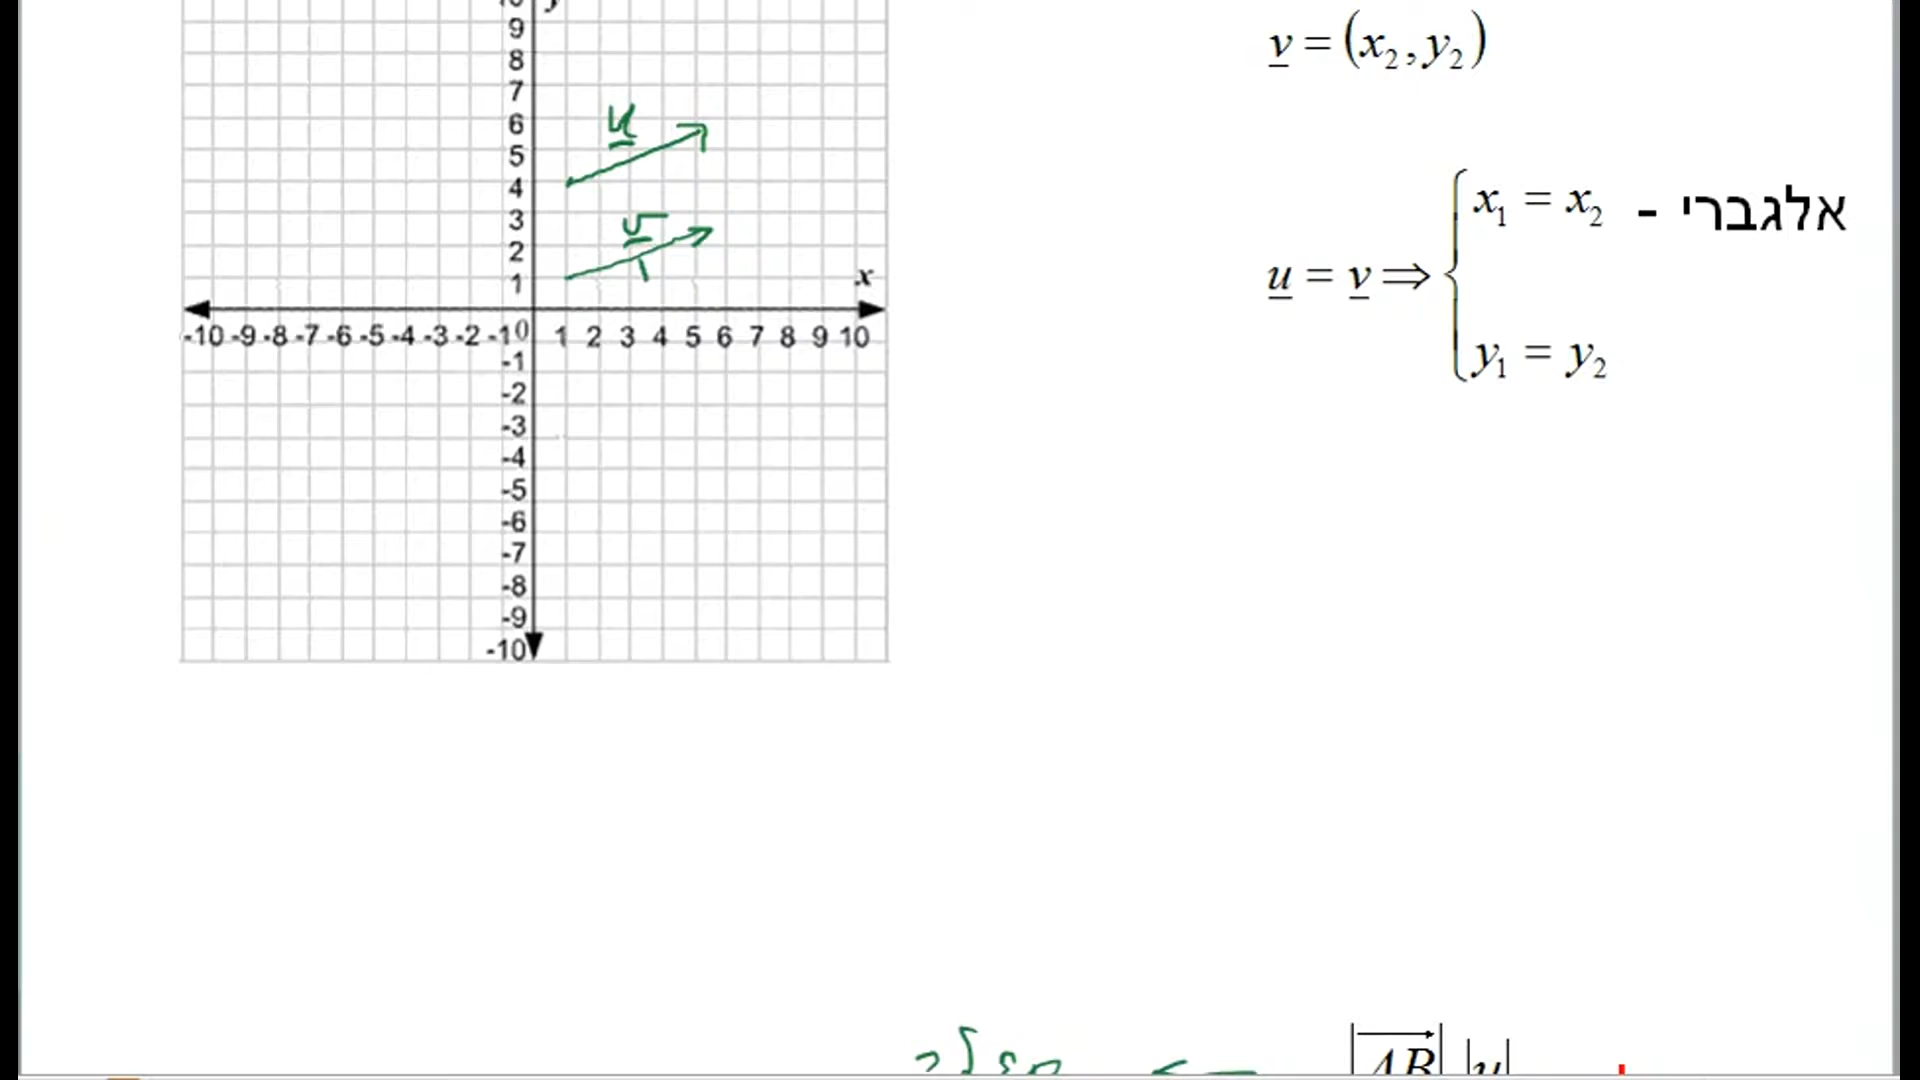 9
8
7
6
5
4
3
2
1
u
v
x
-10 -9 -8 -7 -6 -5 -4 -3 -2 -1 0 1 2 3 4 5 6 7 8 9 10
-1
-2
-3
-4
-5
-6
-7
-8
-9
-10
v = (x₂, y₂)
אלגברי -
x₁ = x₂
u = v ⇒
y₁ = y₂
|AB| |u|